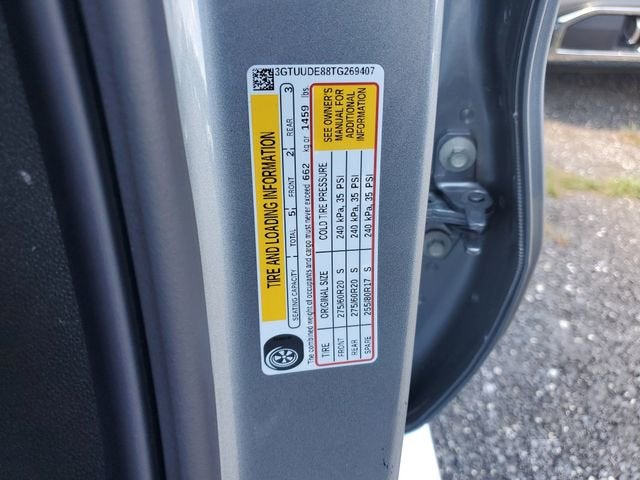 3GTUUDE88TG269407
TIRE AND LOADING INFORMATION
SEATING CAPACITY TOTAL 5 FRONT 2 REAR 3
The combined weight of occupants and cargo must never exceed 662 kg or 1459 lbs.
TIRE ORIGINAL SIZE COLD TIRE PRESSURE
FRONT 275/60R20 S 240 kPa, 35 PSI
REAR 275/60R20 S 240 kPa, 35 PSI
SPARE 255/80R17 S 240 kPa, 35 PSI
SEE OWNER'S
MANUAL FOR
ADDITIONAL
INFORMATION